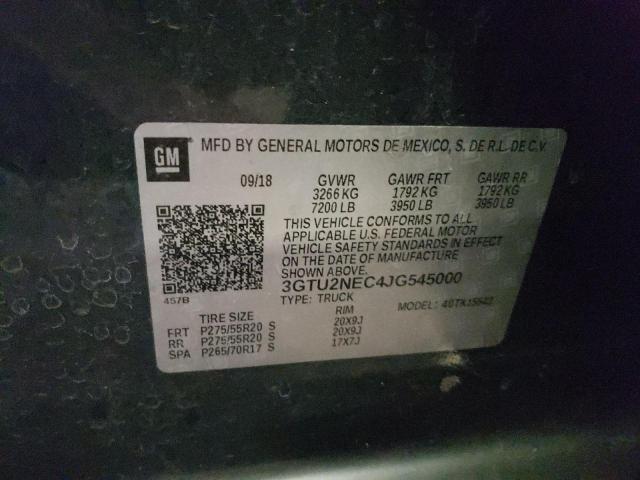 GM MFD BY GENERAL MOTORS DE MEXICO, S. DE R.L. DE C.V.
09/18 GVWR GAWR FRT GAWR RR
3266 KG 1792 KG 1792 KG
7200 LB 3950 LB 3950 LB
THIS VEHICLE CONFORMS TO ALL
APPLICABLE U.S. FEDERAL MOTOR
VEHICLE SAFETY STANDARDS IN EFFECT
ON THE DATE OF MANUFACTURE
SHOWN ABOVE.
3GTU2NEC4JG545000
457B
TYPE: TRUCK MODEL: 4GTK15543
TIRE SIZE RIM
FRT P275/55R20 S 20X9J
RR P275/55R20 S 20X9J
SPA P265/70R17 S 17X7J